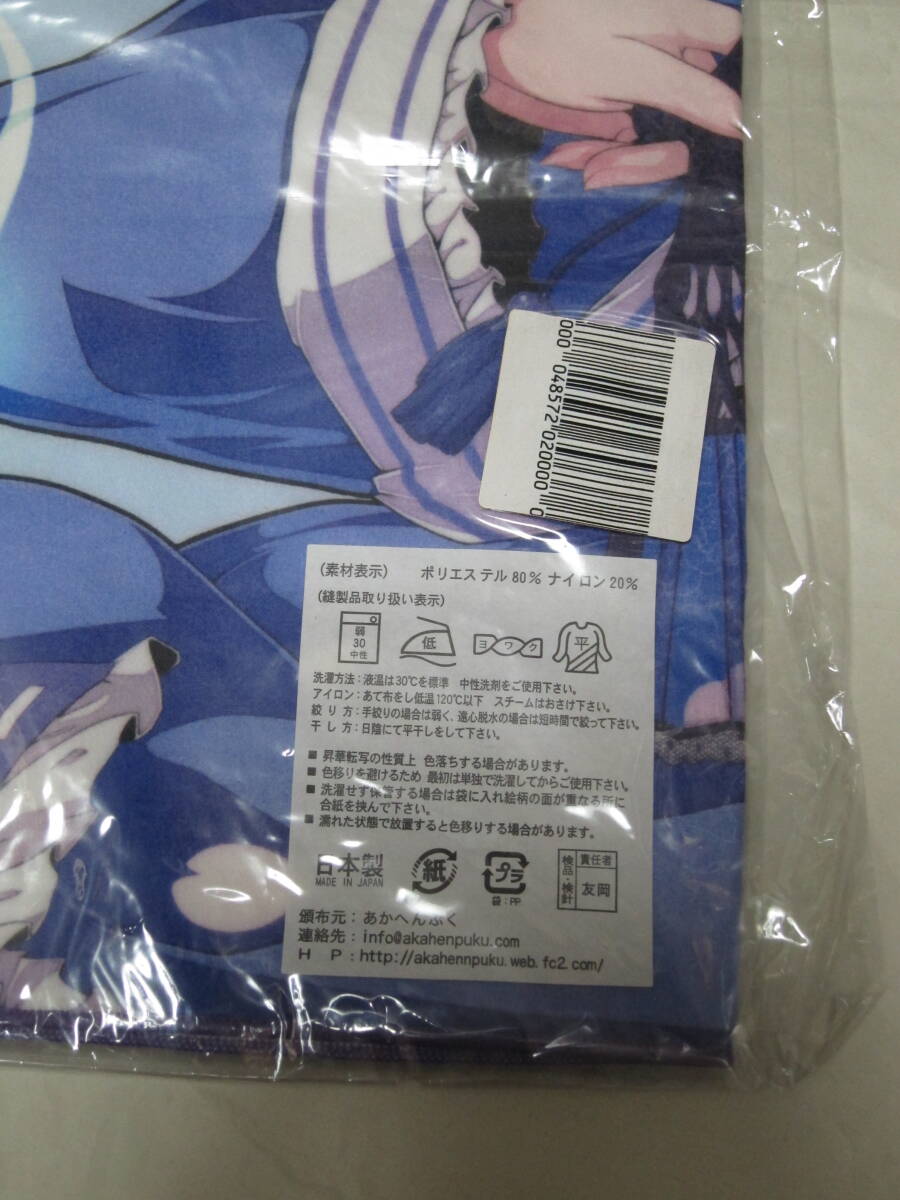 000 048572 020000 0
(素材表示) ポリエステル 80% ナイロン 20%
(縫製品取り扱い表示)
弱 30 中性 低 ヨワク 平
洗濯方法：液温は30℃を標準 中性洗剤をご使用下さい。
アイロン：あて布をし低温120℃以下 スチームはおさけ下さい。
絞り方：手絞りの場合は弱く、遠心脱水の場合は短時間で絞って下さい。
干し方：日陰にて平干しをして下さい。
■ 昇華転写の性質上 色落ちする場合があります。
■ 色移りを避けるため 最初は単独で洗濯してからご使用下さい。
■ 洗濯せず保管する場合は袋に入れ絵柄の面が重なる所に
合紙を挟んで下さい。
■ 濡れた状態で放置すると色移りする場合があります。
日本製 紙 プラ 検品・検針 責任者
MADE IN JAPAN 袋：PP 友岡
頒布元：あかへんぷく
連絡先：info@akahenpuku.com
H P：http://akahennpuku.web.fc2.com/